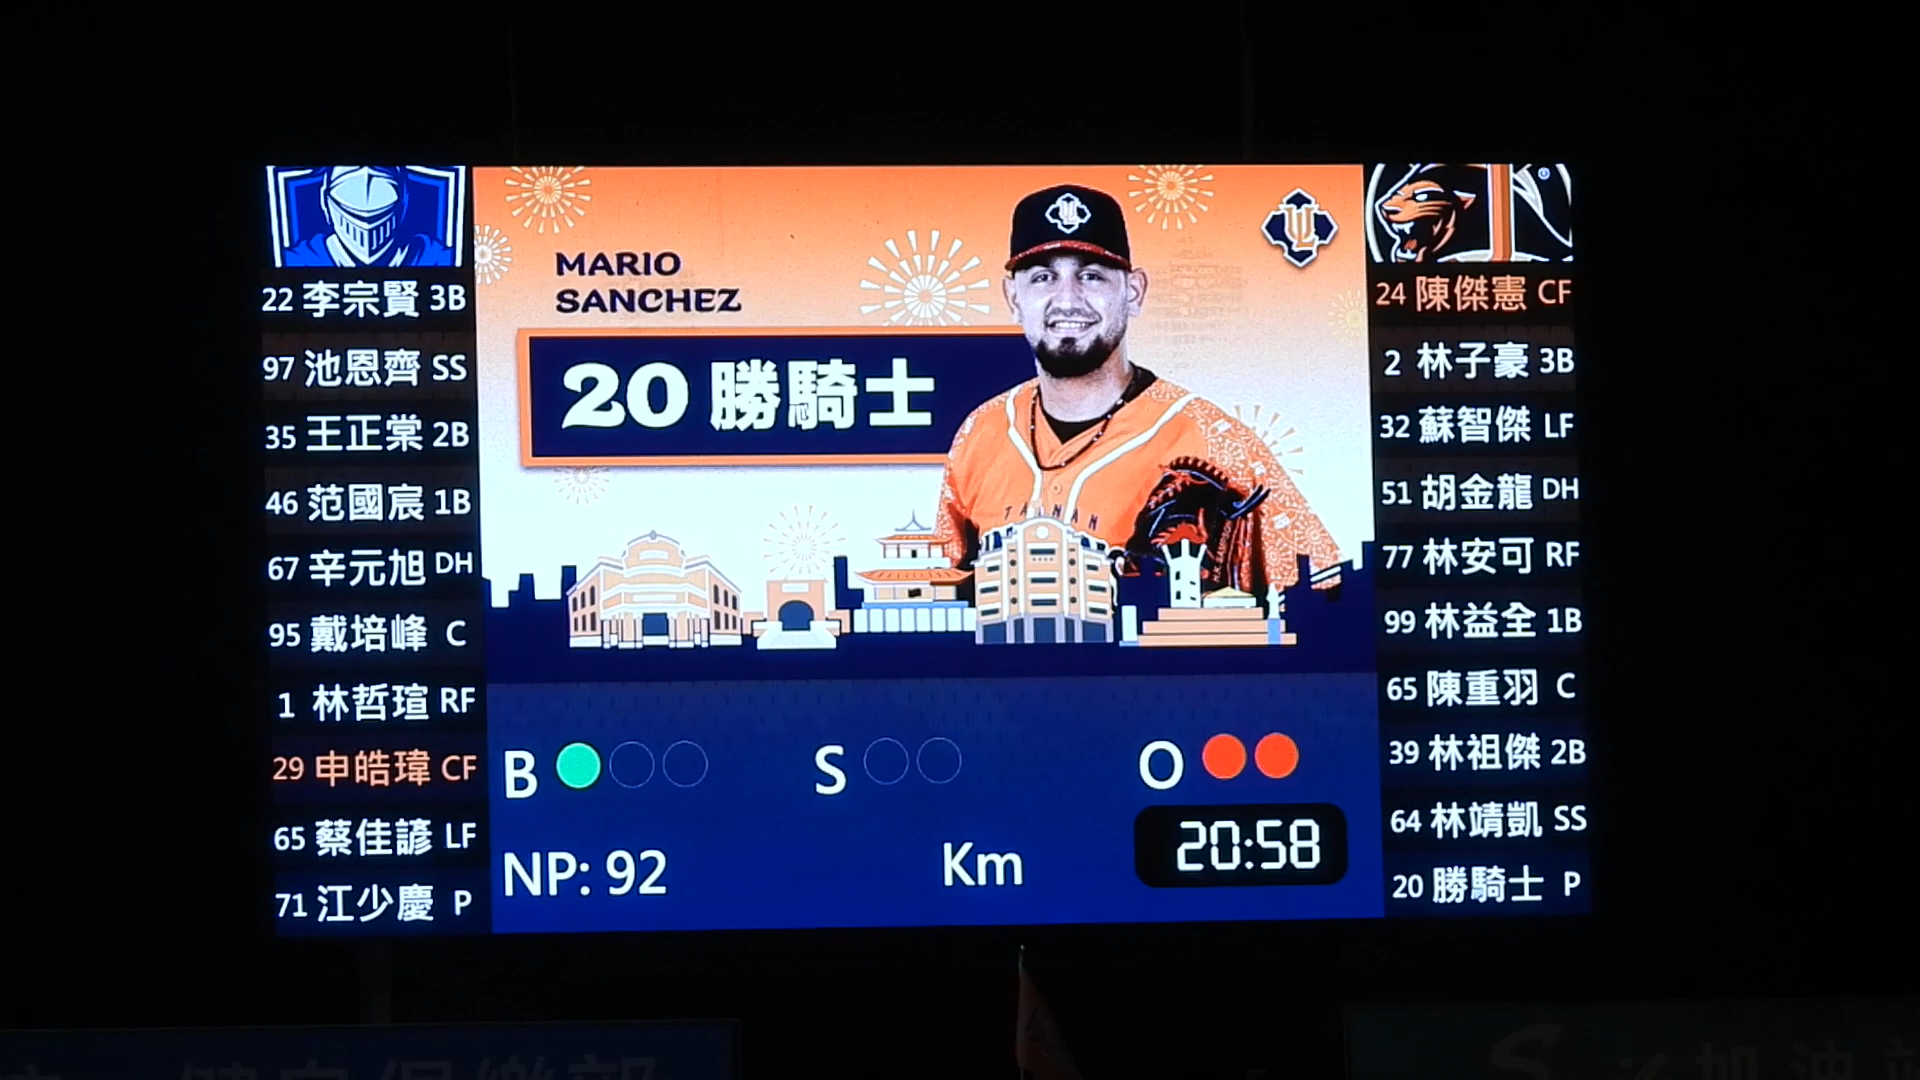 22 李宗賢 3B
97 池恩齊 SS
35 王正棠 2B
46 范國宸 1B
67 辛元旭 DH
95 戴培峰 C
1 林哲瑄 RF
29 申皓瑋 CF
65 蔡佳諺 LF
71 江少慶 P
MARIO
SANCHEZ
20 勝騎士
UL
TAINAN
B S O
NP: 92 Km 20:58
24 陳傑憲 CF
2 林子豪 3B
32 蘇智傑 LF
51 胡金龍 DH
77 林安可 RF
99 林益全 1B
65 陳重羽 C
39 林祖傑 2B
64 林靖凱 SS
20 勝騎士 P
加油站